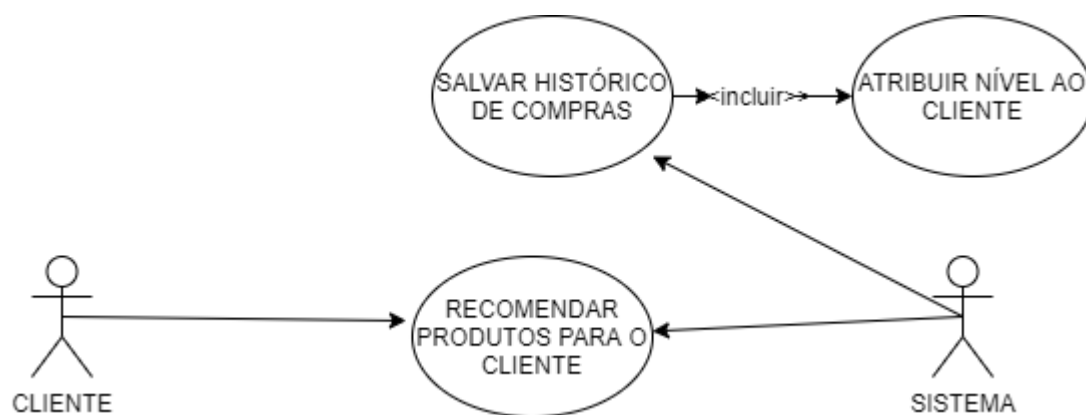 SALVAR HISTÓRICO
DE COMPRAS
<incluir>>
ATRIBUIR NÍVEL AO
CLIENTE
RECOMENDAR
PRODUTOS PARA O
CLIENTE
CLIENTE
SISTEMA